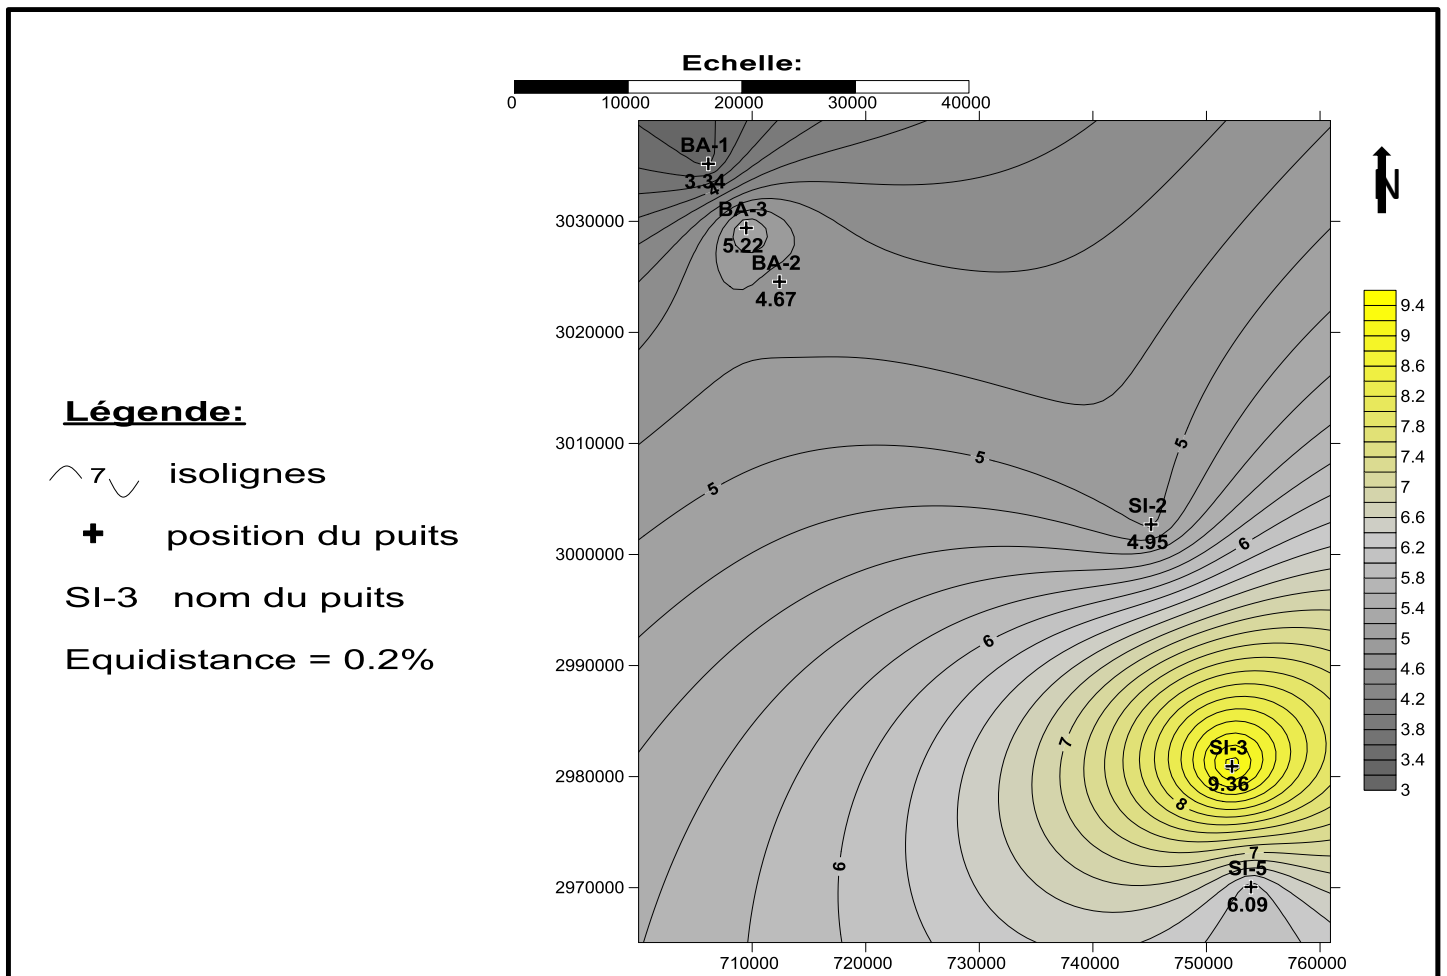 Echelle:
0 10000 20000 30000 40000
N
BA-1
3.34
4
BA-3
5.22
BA-2
4.67
3030000
3020000
3010000
3000000
2990000
2980000
2970000
5
5
5
SI-2
4.95
6
6
7
SI-3
9.36
8
6
7
SI-5
6.09
710000 720000 730000 740000 750000 760000
9.4
9
8.6
8.2
7.8
7.4
7
6.6
6.2
5.8
5.4
5
4.6
4.2
3.8
3.4
3
Légende:
7 isolignes
position du puits
SI-3 nom du puits
Equidistance = 0.2%